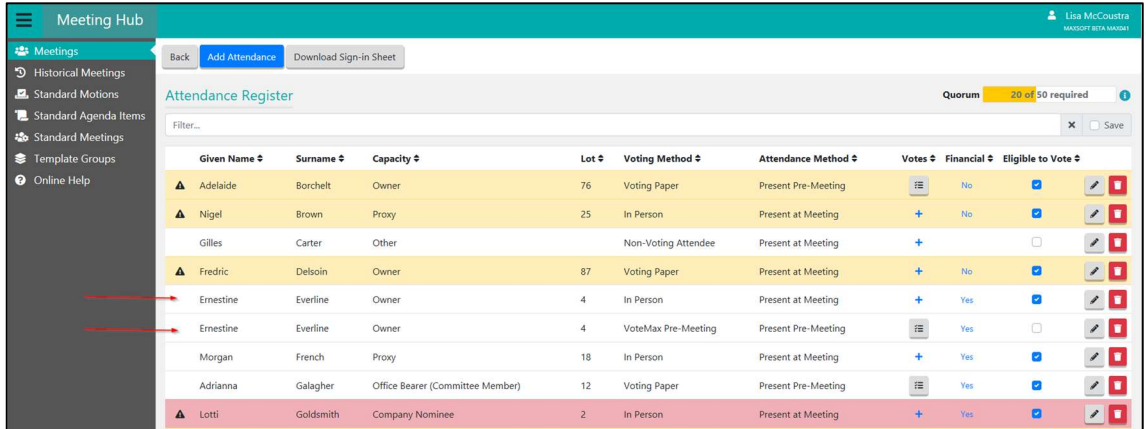 Meeting Hub
Lisa McCoustra
MAXSOFT BETA MAX041
Meetings
Historical Meetings
Standard Motions
Standard Agenda Items
Standard Meetings
Template Groups
Online Help
Back Add Attendance Download Sign-in Sheet
Attendance Register
Quorum 20 of 50 required
Filter... Save
Given Name Surname Capacity Lot Voting Method Attendance Method Votes Financial Eligible to Vote
Adelaide Borchelt Owner 76 Voting Paper Present Pre-Meeting No
Nigel Brown Proxy 25 In Person Present at Meeting + No
Gilles Carter Other Non-Voting Attendee Present at Meeting +
Fredric Delsoin Owner 87 Voting Paper Present at Meeting + No
Ernestine Everline Owner 4 In Person Present at Meeting + Yes
Ernestine Everline Owner 4 VoteMax Pre-Meeting Present Pre-Meeting Yes
Morgan French Proxy 18 In Person Present at Meeting + Yes
Adrianna Galagher Office Bearer (Committee Member) 12 Voting Paper Present Pre-Meeting Yes
Lotti Goldsmith Company Nominee 2 In Person Present at Meeting + Yes